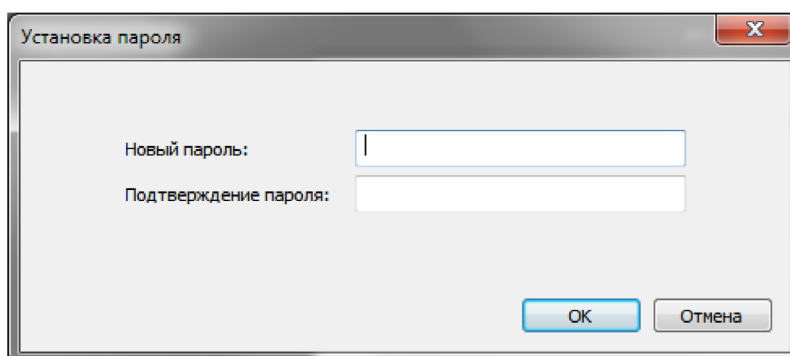 Установка пароля
Новый пароль:
Подтверждение пароля:
OK
Отмена